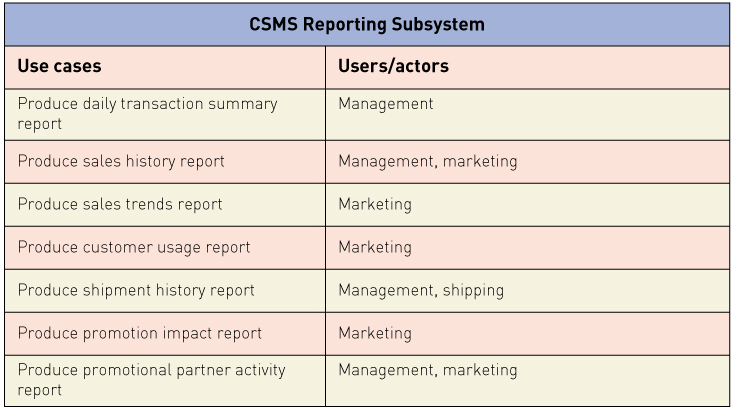 CSMS Reporting Subsystem
Use cases
Users/actors
Produce daily transaction summary
report
Management
Produce sales history report
Management, marketing
Produce sales trends report
Marketing
Produce customer usage report
Marketing
Produce shipment history report
Management, shipping
Produce promotion impact report
Marketing
Produce promotional partner activity
report
Management, marketing